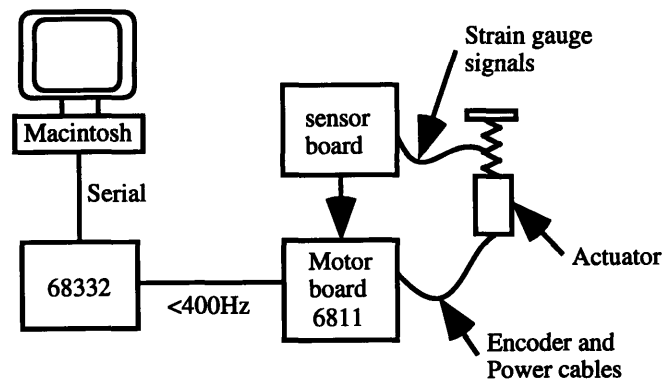 Strain gauge
signals
Macintosh
sensor
board
Serial
Actuator
68332
<400Hz
Motor
board
6811
Encoder and
Power cables